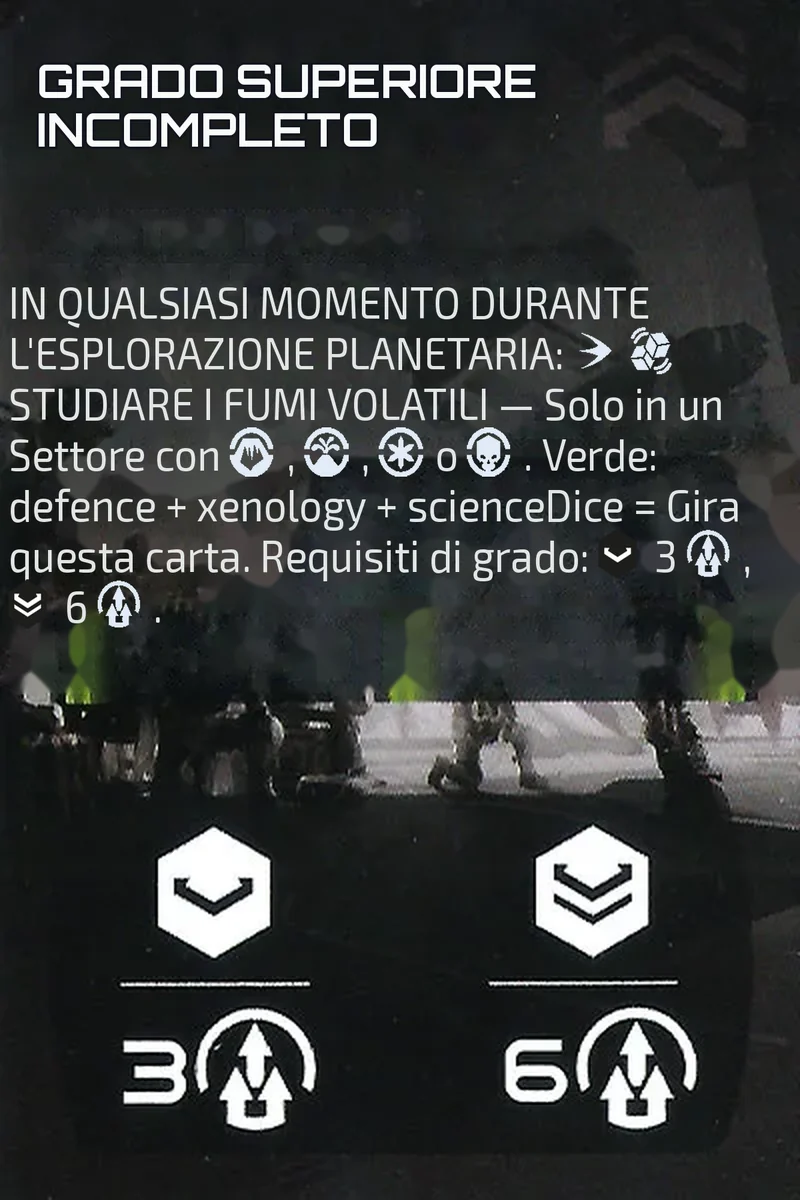 GRADO SUPERIORE
INCOMPLETO
IN QUALSIASI MOMENTO DURANTE
L'ESPLORAZIONE PLANETARIA:
STUDIARE I FUMI VOLATILI — Solo in un
Settore con , , o . Verde:
defence + xenology + scienceDice = Gira
questa carta. Requisiti di grado: 3 ,
6 .
3 6